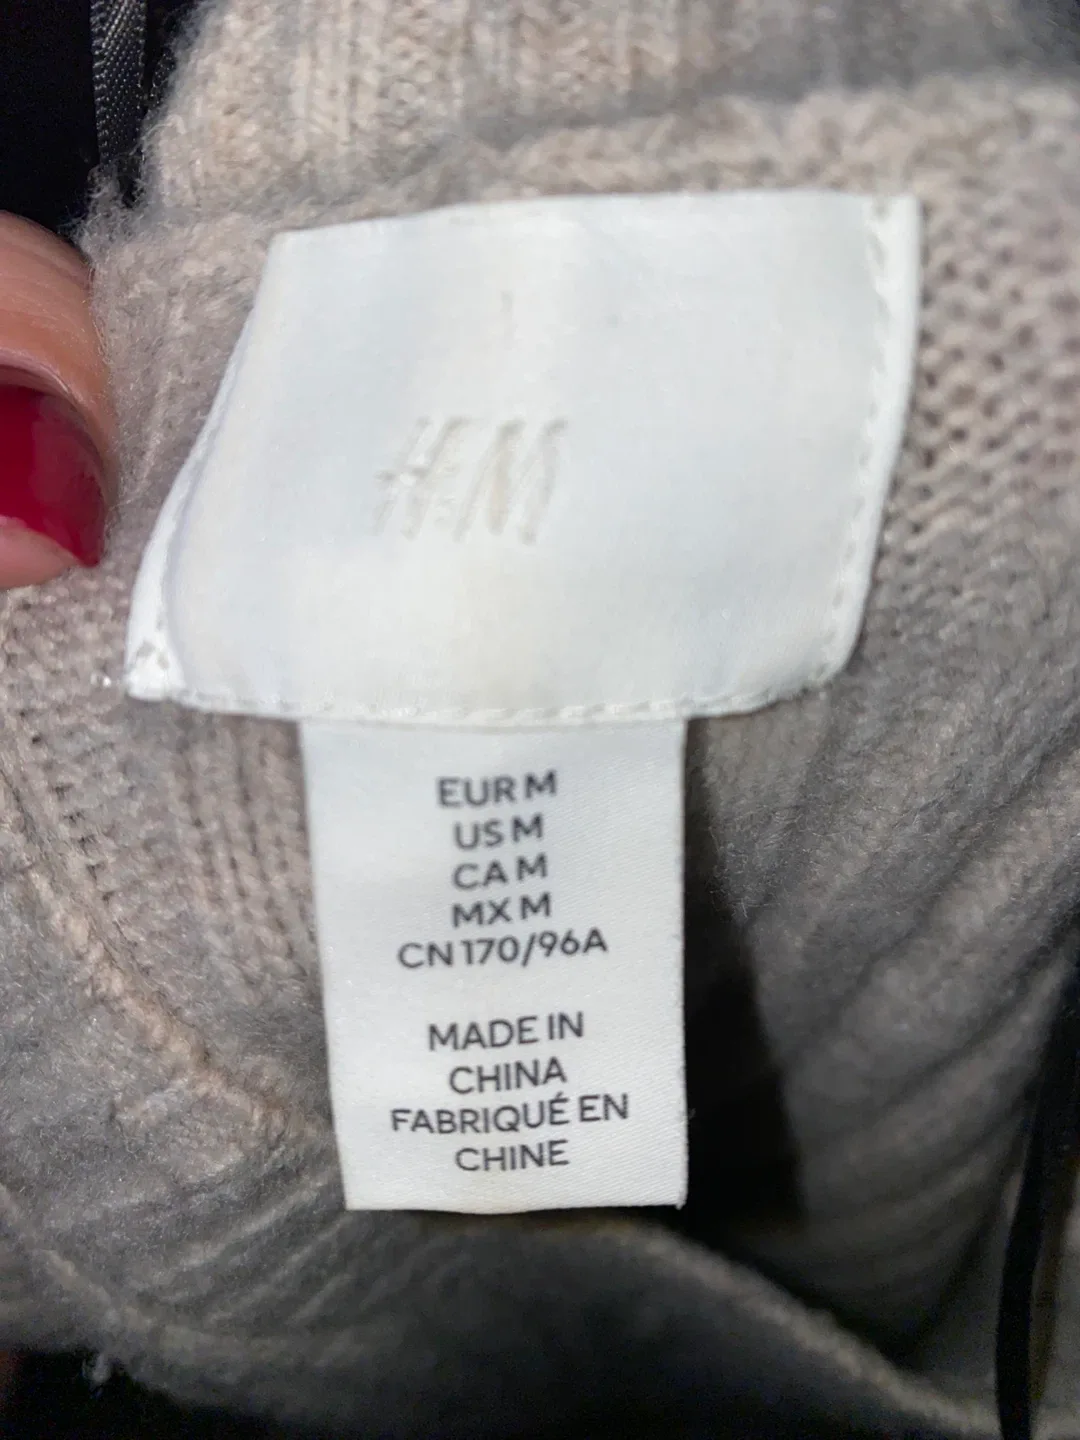 H&M
EUR M
US M
CA M
MX M
CN 170/96A
MADE IN
CHINA
FABRIQUÉ EN
CHINE